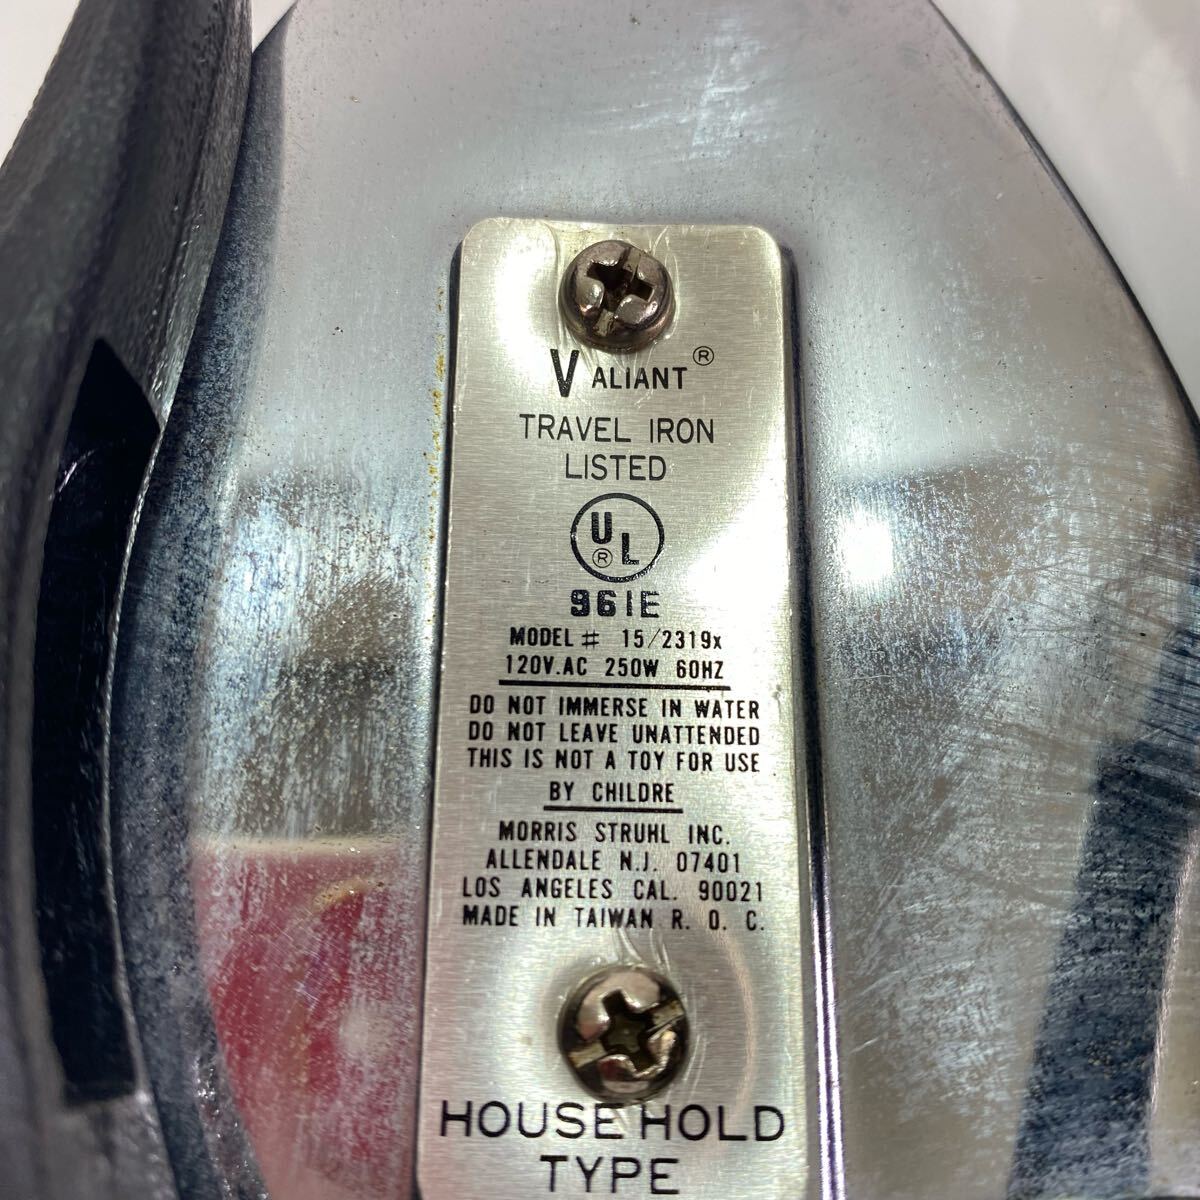 VALIANT®
TRAVEL IRON
LISTED
UL®
961E
MODEL # 15/2319x
120V.AC 250W 60HZ
DO NOT IMMERSE IN WATER
DO NOT LEAVE UNATTENDED
THIS IS NOT A TOY FOR USE
BY CHILDRE
MORRIS STRUHL INC.
ALLENDALE N.J. 07401
LOS ANGELES CAL. 90021
MADE IN TAIWAN R. O. C.
HOUSE HOLD
TYPE